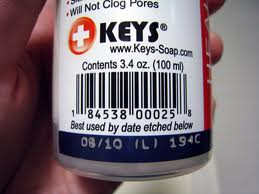 Will Not Clog Pores
KEYS®
www.Keys-Soap.com
Contents 3.4 oz. (100 ml)
1 84538 00025 8
Best used by date etched below
08/10 (L) 194C